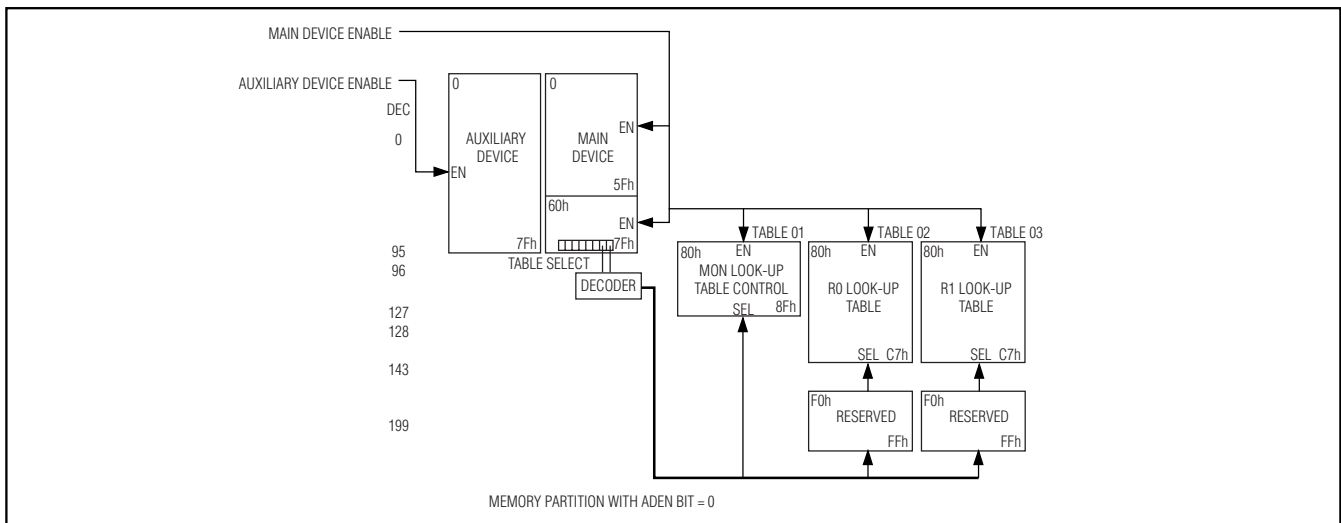 MAIN DEVICE ENABLE
AUXILIARY DEVICE ENABLE
DEC
0
95
96
127
128
143
199
0
AUXILIARY
DEVICE
EN
7Fh
0
MAIN
DEVICE
EN
5Fh
60h
EN
7Fh
TABLE SELECT
DECODER
TABLE 01
80h
EN
MON LOOK-UP
TABLE CONTROL
SEL
8Fh
TABLE 02
80h
EN
R0 LOOK-UP
TABLE
SEL C7h
F0h
RESERVED
FFh
TABLE 03
80h
EN
R1 LOOK-UP
TABLE
SEL C7h
F0h
RESERVED
FFh
MEMORY PARTITION WITH ADEN BIT = 0